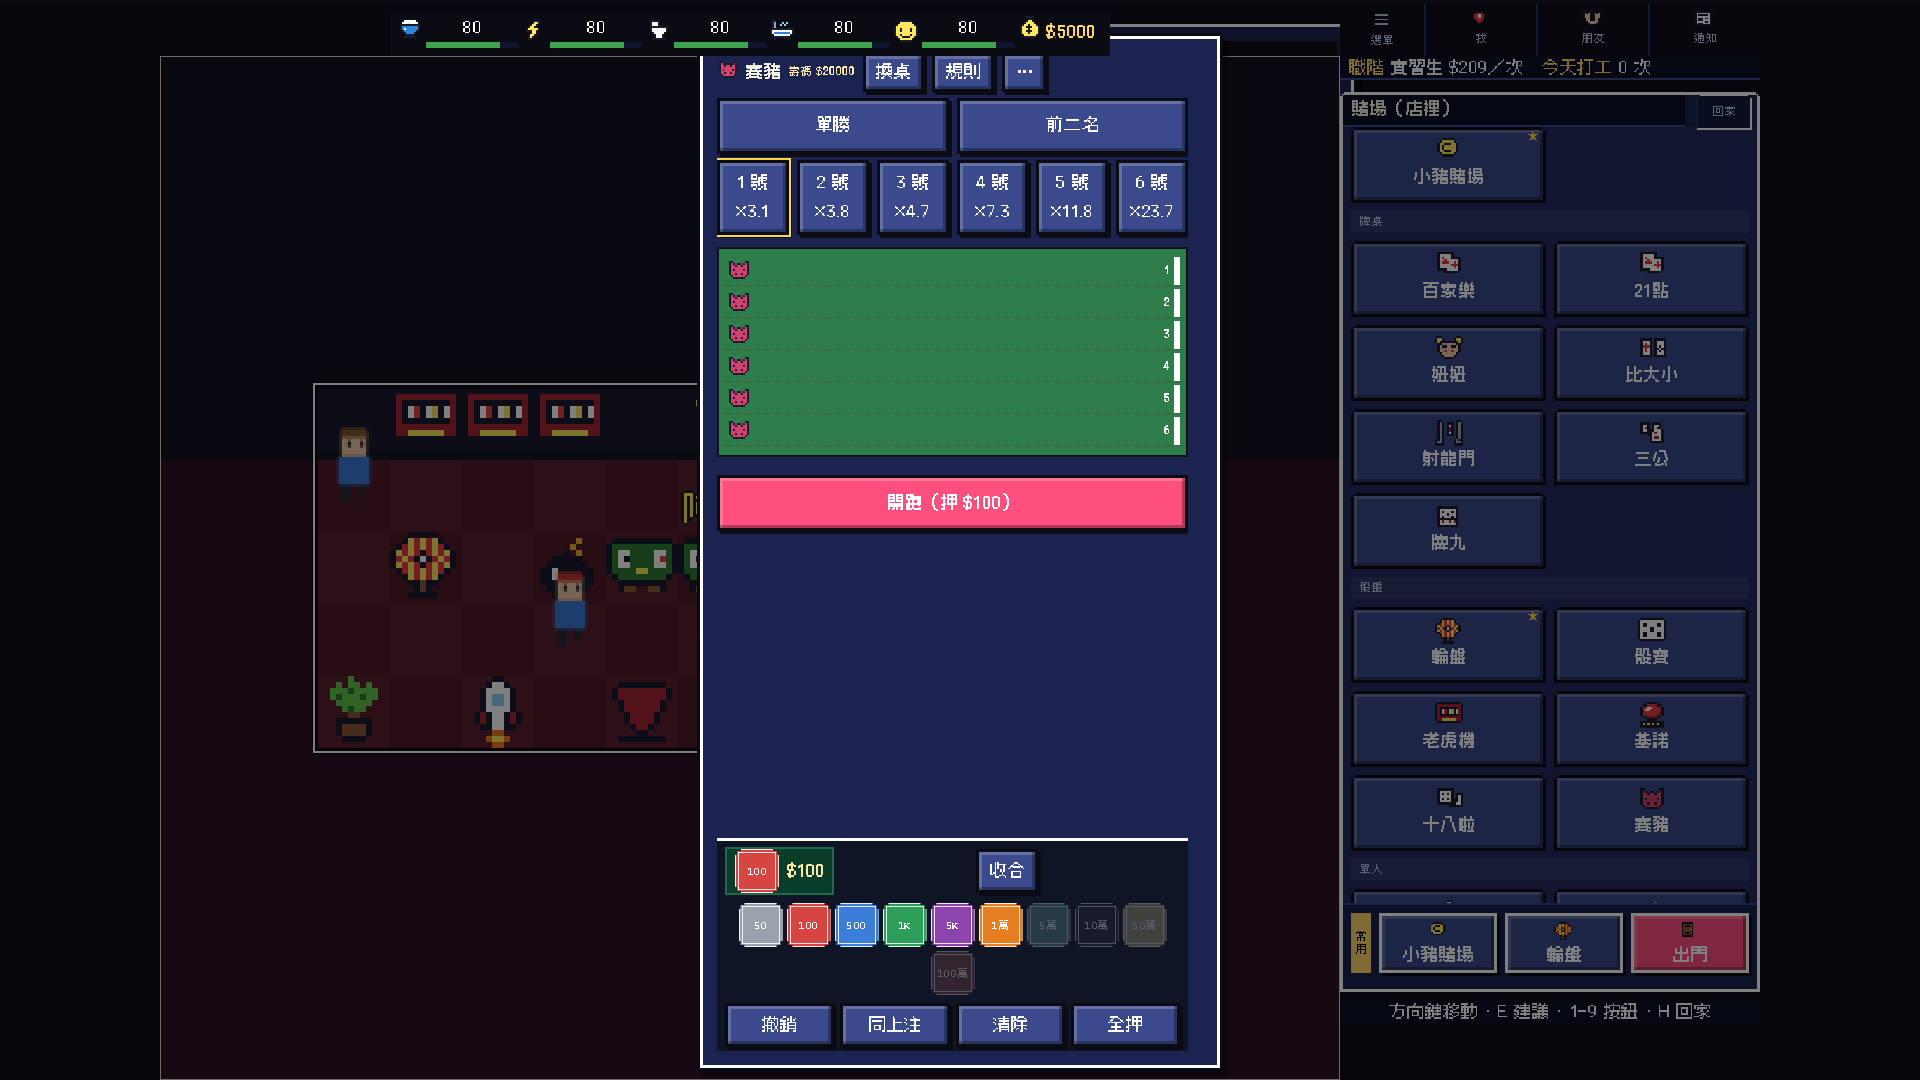 80 80 80 80 80 $5000
選單 我 朋友 通知
職階 實習生 $209／次 今天打工 0 次
賽豬 籌碼 $20000 換桌 規則 ...
單勝 前二名
1 號 2 號 3 號 4 號 5 號 6 號
×3.1 ×3.8 ×4.7 ×7.3 ×11.8 ×23.7
1
2
3
4
5
6
開跑（押 $100）
100 $100 收合
50 100 500 1K 5K 1萬 5萬 10萬 50萬
100萬
撤銷 同上注 清除 全押
賭場（店裡） 回家
小豬賭場
牌桌
百家樂 21點
妞妞 比大小
射龍門 三公
牌九
骰盤
輪盤 骰寶
老虎機 基諾
十八啦 賽豬
單人
常用 小豬賭場 輪盤 出門
方向鍵移動 · E 建議 · 1-9 按鈕 · H 回家